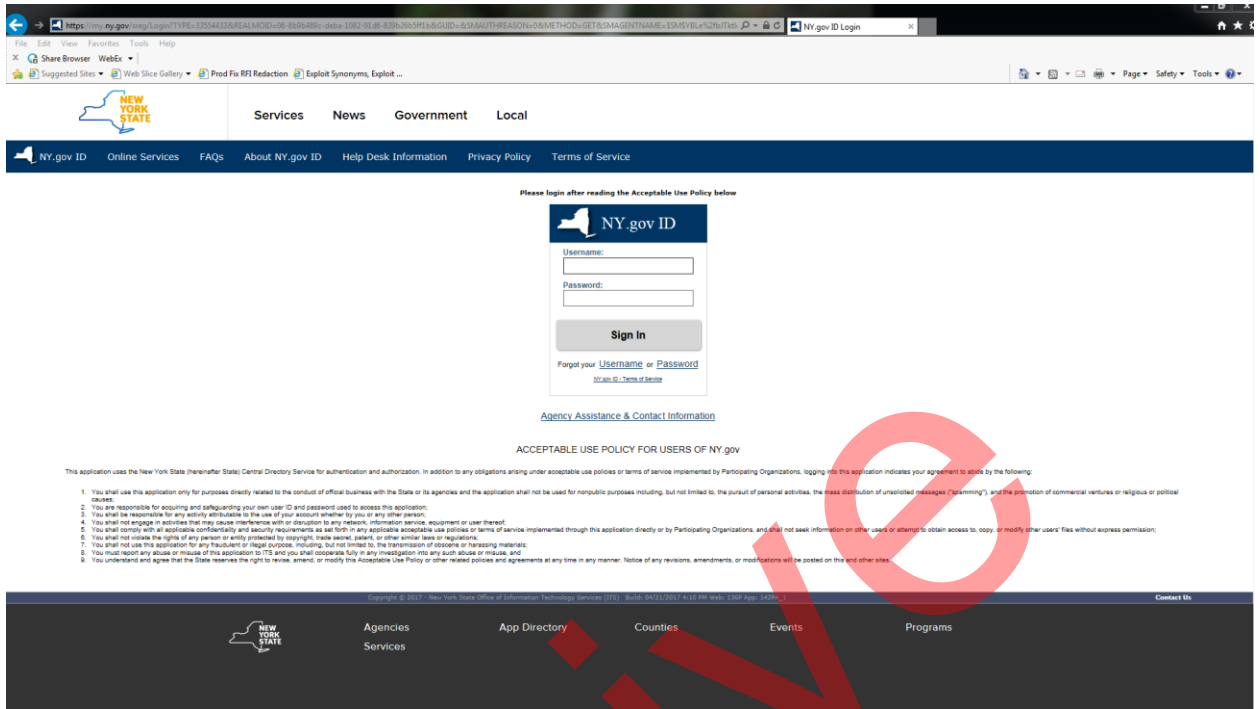 https://my.ny.gov/
NY.gov ID Login
File Edit View Favorites Tools Help
Share Browser WebEx
Suggested Sites Web Slice Gallery Prod Fix RFI Redaction Exploit Synonyms, Exploit ...
Page Safety Tools
NEW YORK STATE
Services News Government Local
NY.gov ID Online Services FAQs About NY.gov ID Help Desk Information Privacy Policy Terms of Service
Please login after reading the Acceptable Use Policy below
NY.gov ID
Username:
Password:
Sign In
Forgot your Username or Password
NY.gov ID - Terms of Service
Agency Assistance & Contact Information
ACCEPTABLE USE POLICY FOR USERS OF NY.gov
This application uses the New York State (hereinafter State) Central Directory Service for authentication and authorization. In addition to any obligations arising under acceptable use policies or terms of service implemented by Participating Organizations, logging into this application indicates your agreement to abide by the following:
1. You shall use this application only for purposes directly related to the conduct of official business with the State or its agencies and the application shall not be used for nonpublic purposes including, but not limited to, the pursuit of personal activities, the mass distribution of unsolicited messages ("spamming"), and the promotion of commercial ventures or religious or political
causes;
2. You are responsible for acquiring and safeguarding your own user ID and password used to access this application;
3. You shall be responsible for any activity attributable to the use of your account whether by you or any other person;
4. You shall not engage in activities that may cause interference with or disruption to any network, information service, equipment or user thereof;
5. You shall comply with all applicable confidentiality and security requirements as set forth in any applicable acceptable use policies or terms of service implemented through this application directly or by Participating Organizations, and shall not seek information on other users or attempt to obtain access to, copy, or modify other users' files without express permission;
6. You shall not violate the rights of any person or entity protected by copyright, trade secret, patent, or other similar laws or regulations;
7. You shall not use this application for any fraudulent or illegal purpose, including, but not limited to, the transmission of obscene or harassing materials;
8. You must report any abuse or misuse of this application to ITS and you shall cooperate fully in any investigation into any such abuse or misuse, and
9. You understand and agree that the State reserves the right to revise, amend, or modify this Acceptable Use Policy or other related policies and agreements at any time in any manner. Notice of any revisions, amendments, or modifications will be posted on this and other sites.
Copyright © 2017 - New York State Office of Information Technology Services (ITS) Build: 04/21/2017 4:10 PM Web: 136P App:
Contact Us
NEW YORK STATE
Agencies App Directory Counties Events Programs
Services